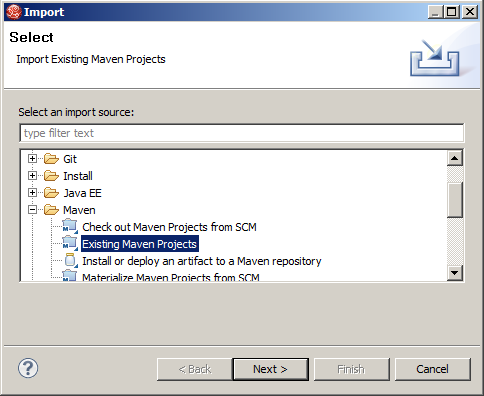 Import
Select
Import Existing Maven Projects
Select an import source:
type filter text
Git
Install
Java EE
Maven
Check out Maven Projects from SCM
Existing Maven Projects
Install or deploy an artifact to a Maven repository
Materialize Maven Projects from SCM
< Back Next > Finish Cancel